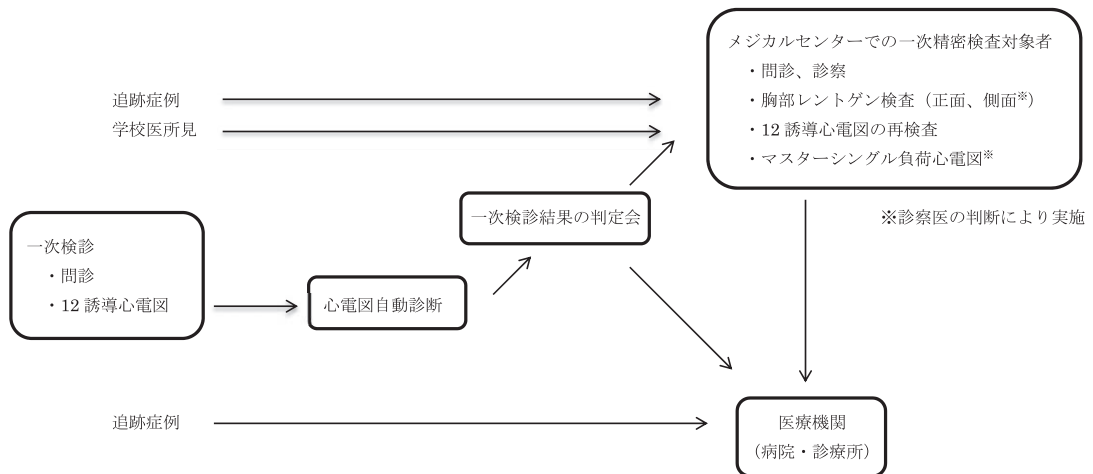 メジカルセンターでの一次精密検査対象者
・問診、診察
・胸部レントゲン検査（正面、側面※）
・12 誘導心電図の再検査
・マスターシングル負荷心電図※
追跡症例
学校医所見
※診察医の判断により実施
一次検診結果の判定会
一次検診
・問診
・12 誘導心電図
心電図自動診断
追跡症例
医療機関
（病院・診療所）